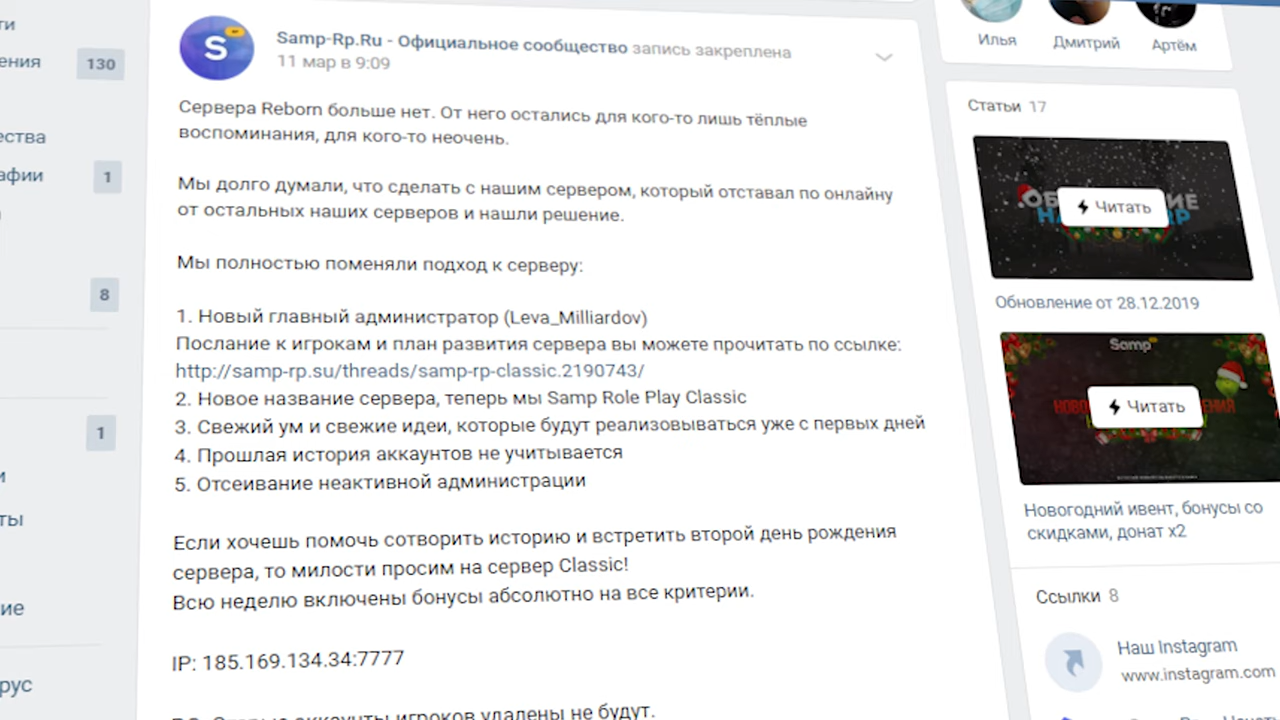 ти
ения 130
ества
афии 1
8
1
и
ты
ие
рус
Samp-Rp.Ru - Официальное сообщество запись закреплена
11 мар в 9:09
Сервера Reborn больше нет. От него остались для кого-то лишь тёплые
воспоминания, для кого-то неочень.
Мы долго думали, что сделать с нашим сервером, который отставал по онлайну
от остальных наших серверов и нашли решение.
Мы полностью поменяли подход к серверу:
1. Новый главный администратор (Leva_Milliardov)
Послание к игрокам и план развития сервера вы можете прочитать по ссылке:
http://samp-rp.su/threads/samp-rp-classic.2190743/
2. Новое название сервера, теперь мы Samp Role Play Classic
3. Свежий ум и свежие идеи, которые будут реализовываться уже с первых дней
4. Прошлая история аккаунтов не учитывается
5. Отсеивание неактивной администрации
Если хочешь помочь сотворить историю и встретить второй день рождения
сервера, то милости просим на сервер Classic!
Всю неделю включены бонусы абсолютно на все критерии.
IP: 185.169.134.34:7777
аккаунты игроков удалены не будут.
Илья Дмитрий Артём
Статьи 17
Читать
Обновление от 28.12.2019
Samp
Читать
Новогодний ивент, бонусы со
скидками, донат x2
Ссылки 8
Наш Instagram
www.instagram.com